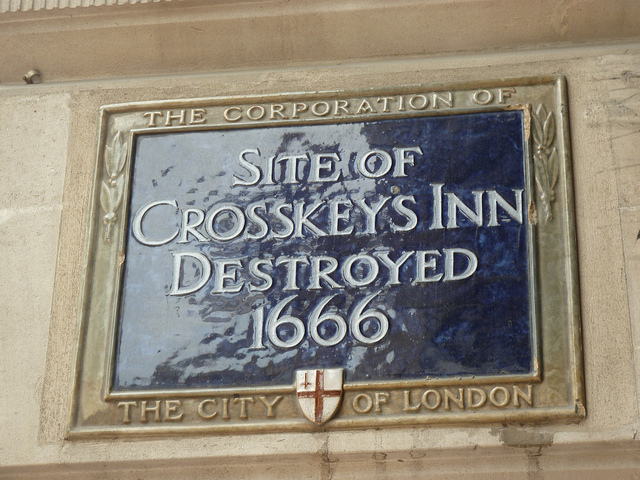 THE CORPORATION OF
SITE OF
CROSSKEYS INN
DESTROYED
1666
THE CITY OF LONDON